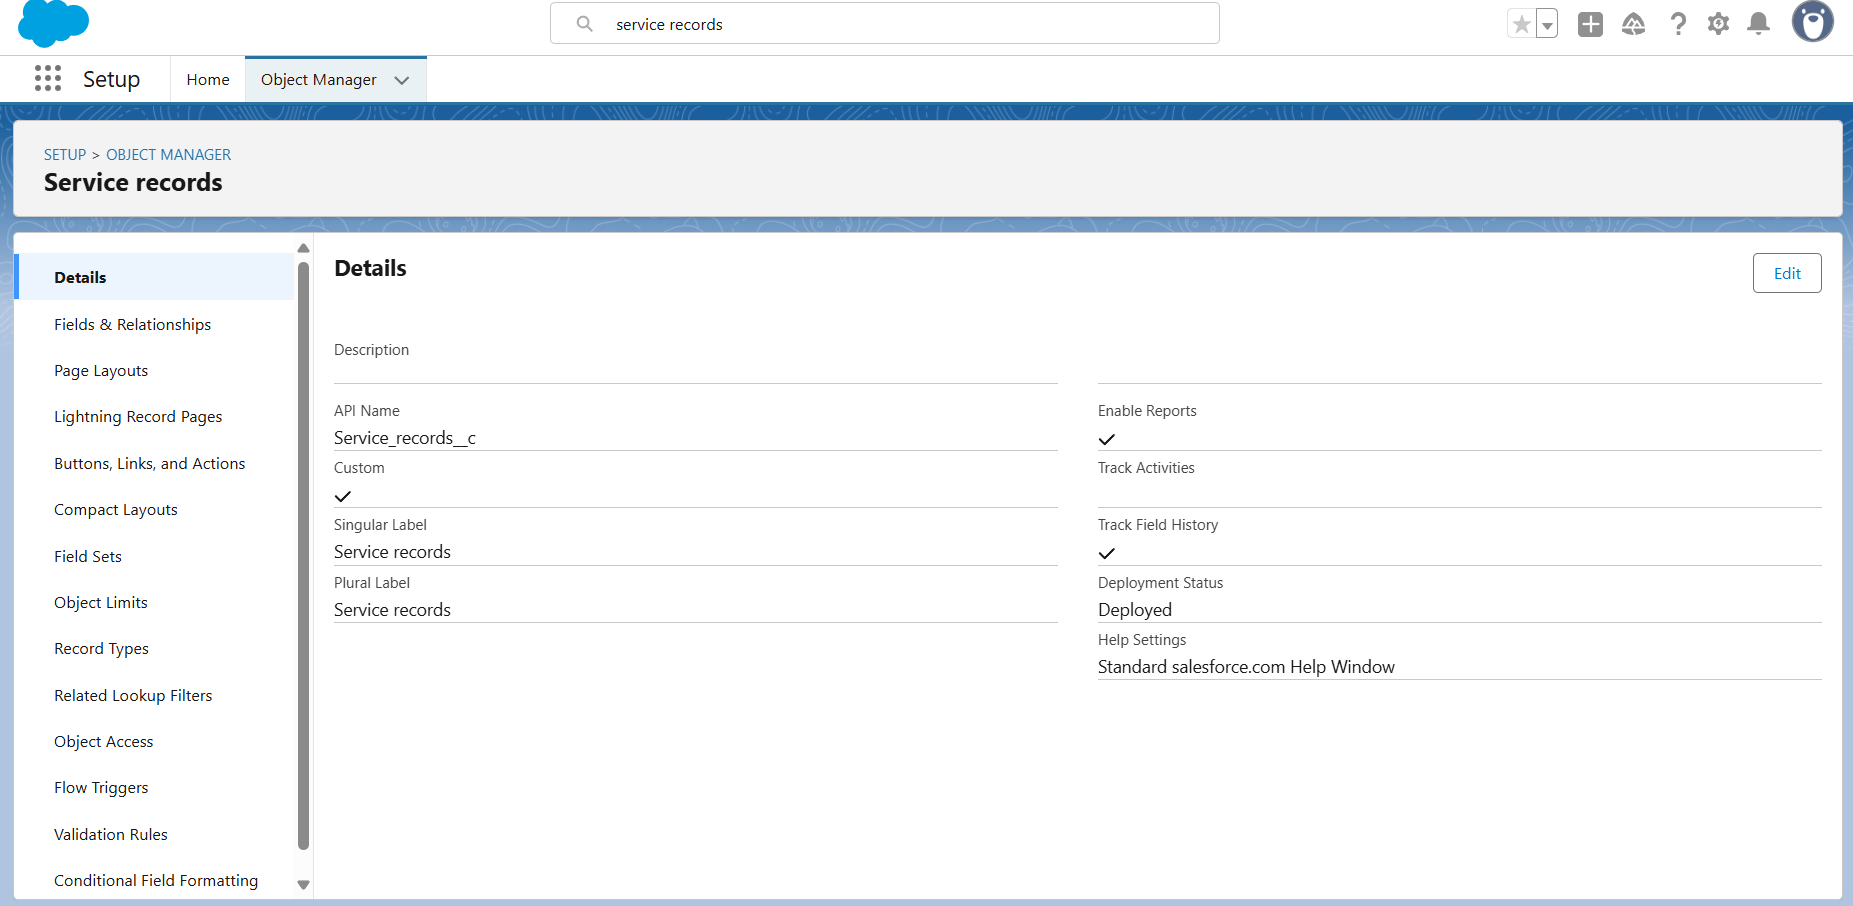 service records
Setup
Home
Object Manager
SETUP > OBJECT MANAGER
Service records
Details
Fields & Relationships
Page Layouts
Lightning Record Pages
Buttons, Links, and Actions
Compact Layouts
Field Sets
Object Limits
Record Types
Related Lookup Filters
Object Access
Flow Triggers
Validation Rules
Conditional Field Formatting
Details
Edit
Description
API Name
Service_records__c
Custom
Singular Label
Service records
Plural Label
Service records
Enable Reports
Track Activities
Track Field History
Deployment Status
Deployed
Help Settings
Standard salesforce.com Help Window